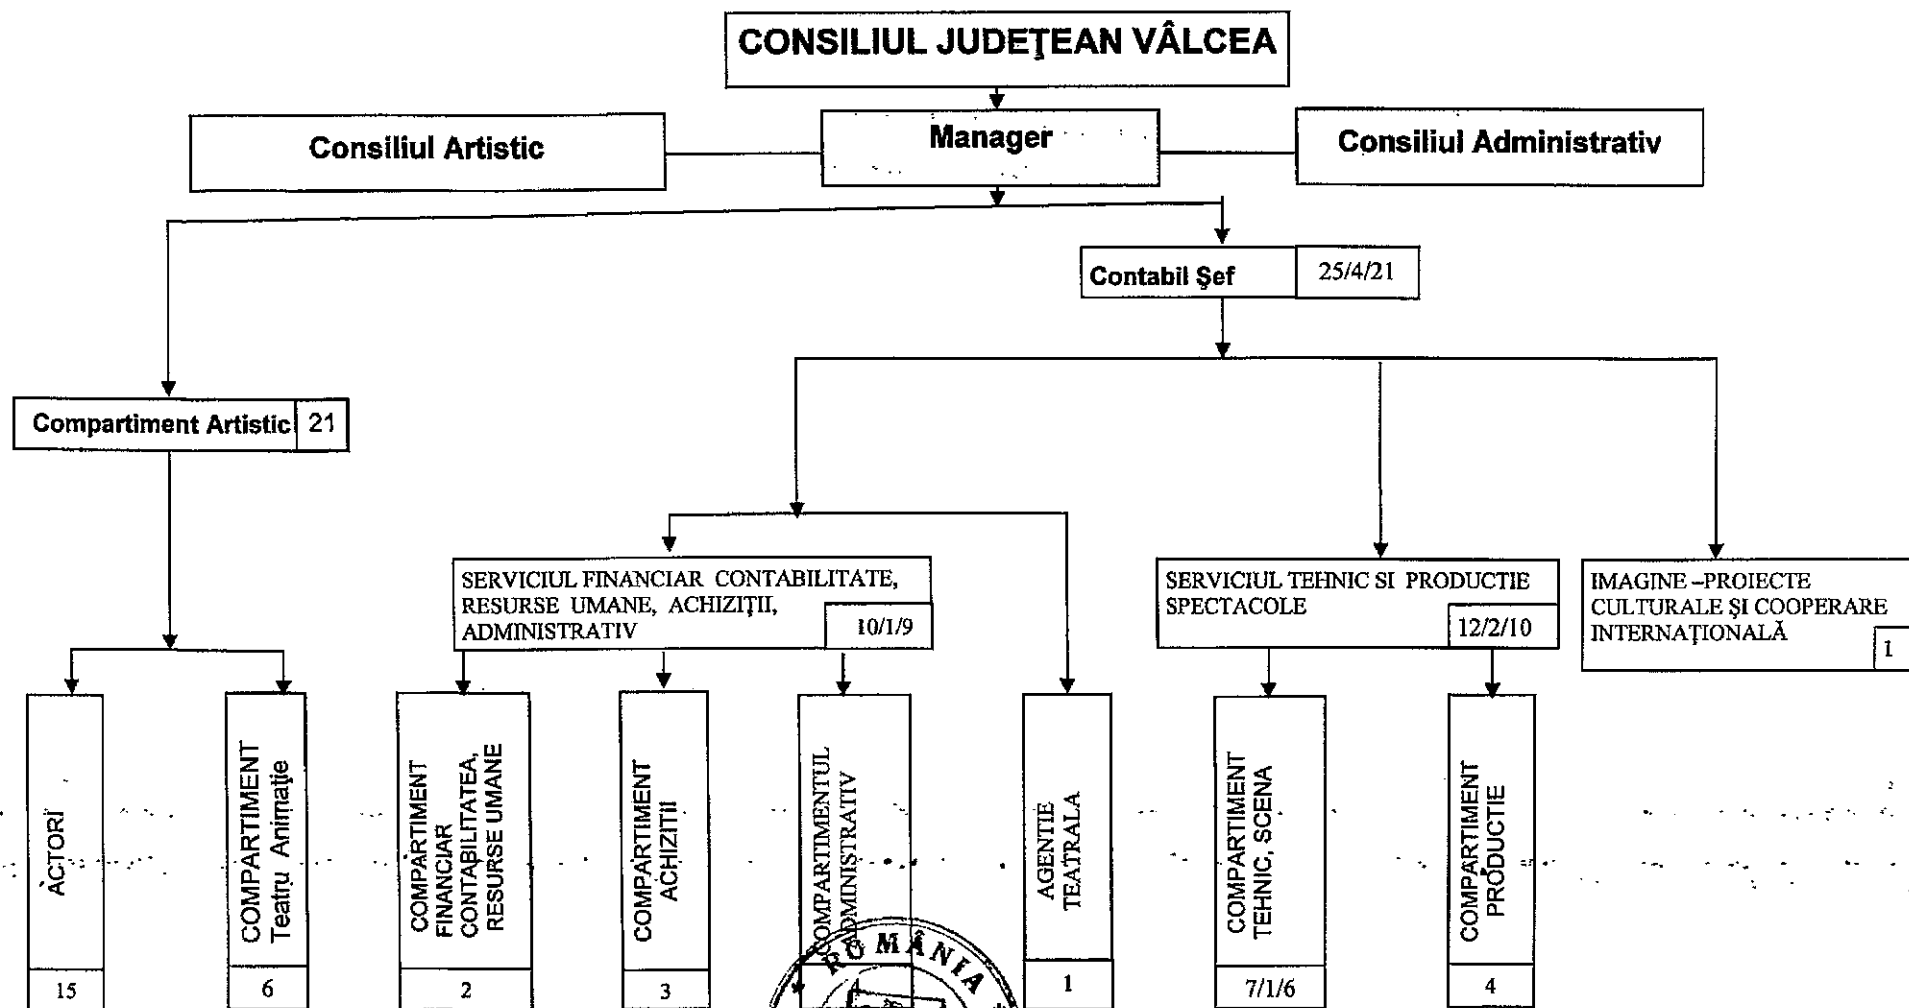 CONSILIUL JUDEŢEAN VÂLCEA
Consiliul Artistic
Manager
Consiliul Administrativ
Contabil Şef
25/4/21
Compartiment Artistic
21
SERVICIUL FINANCIAR CONTABILITATE,
RESURSE UMANE, ACHIZIŢII,
ADMINISTRATIV
10/1/9
SERVICIUL TEHNIC SI PRODUCTIE
SPECTACOLE
12/2/10
IMAGINE –PROIECTE
CULTURALE ŞI COOPERARE
INTERNAŢIONALĂ
1
ACTORI
15
COMPARTIMENT
Teatru Animaţie
6
COMPARTIMENT
FINANCIAR
CONTABILITATEA,
RESURSE UMANE
2
COMPARTIMENT
ACHIZITII
3
COMPARTIMENTUL
ADMINISTRATIV
4
ROMÂNIA
AGENTIE
TEATRALA
1
COMPARTIMENT
TEHNIC, SCENA
7/1/6
COMPARTIMENT
PRODUCTIE
4